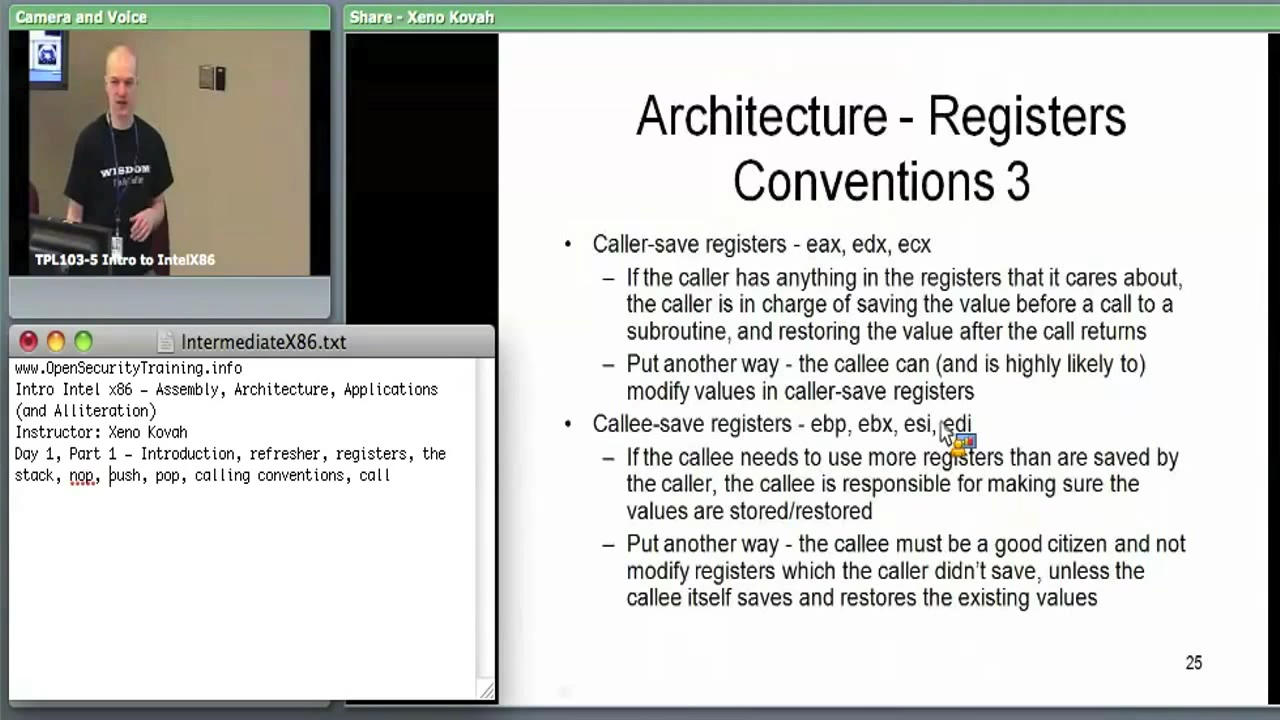 Camera and Voice
WISDOM
TPL103-5 Intro to IntelX86
IntermediateX86.txt
www.OpenSecurityTraining.info
Intro Intel x86 – Assembly, Architecture, Applications
(and Alliteration)
Instructor: Xeno Kovah
Day 1, Part 1 – Introduction, refresher, registers, the
stack, nop, push, pop, calling conventions, call
Share - Xeno Kovah
Architecture - Registers
Conventions 3
• Caller-save registers - eax, edx, ecx
– If the caller has anything in the registers that it cares about,
the caller is in charge of saving the value before a call to a
subroutine, and restoring the value after the call returns
– Put another way - the callee can (and is highly likely to)
modify values in caller-save registers
• Callee-save registers - ebp, ebx, esi, edi
– If the callee needs to use more registers than are saved by
the caller, the callee is responsible for making sure the
values are stored/restored
– Put another way - the callee must be a good citizen and not
modify registers which the caller didn't save, unless the
callee itself saves and restores the existing values
25